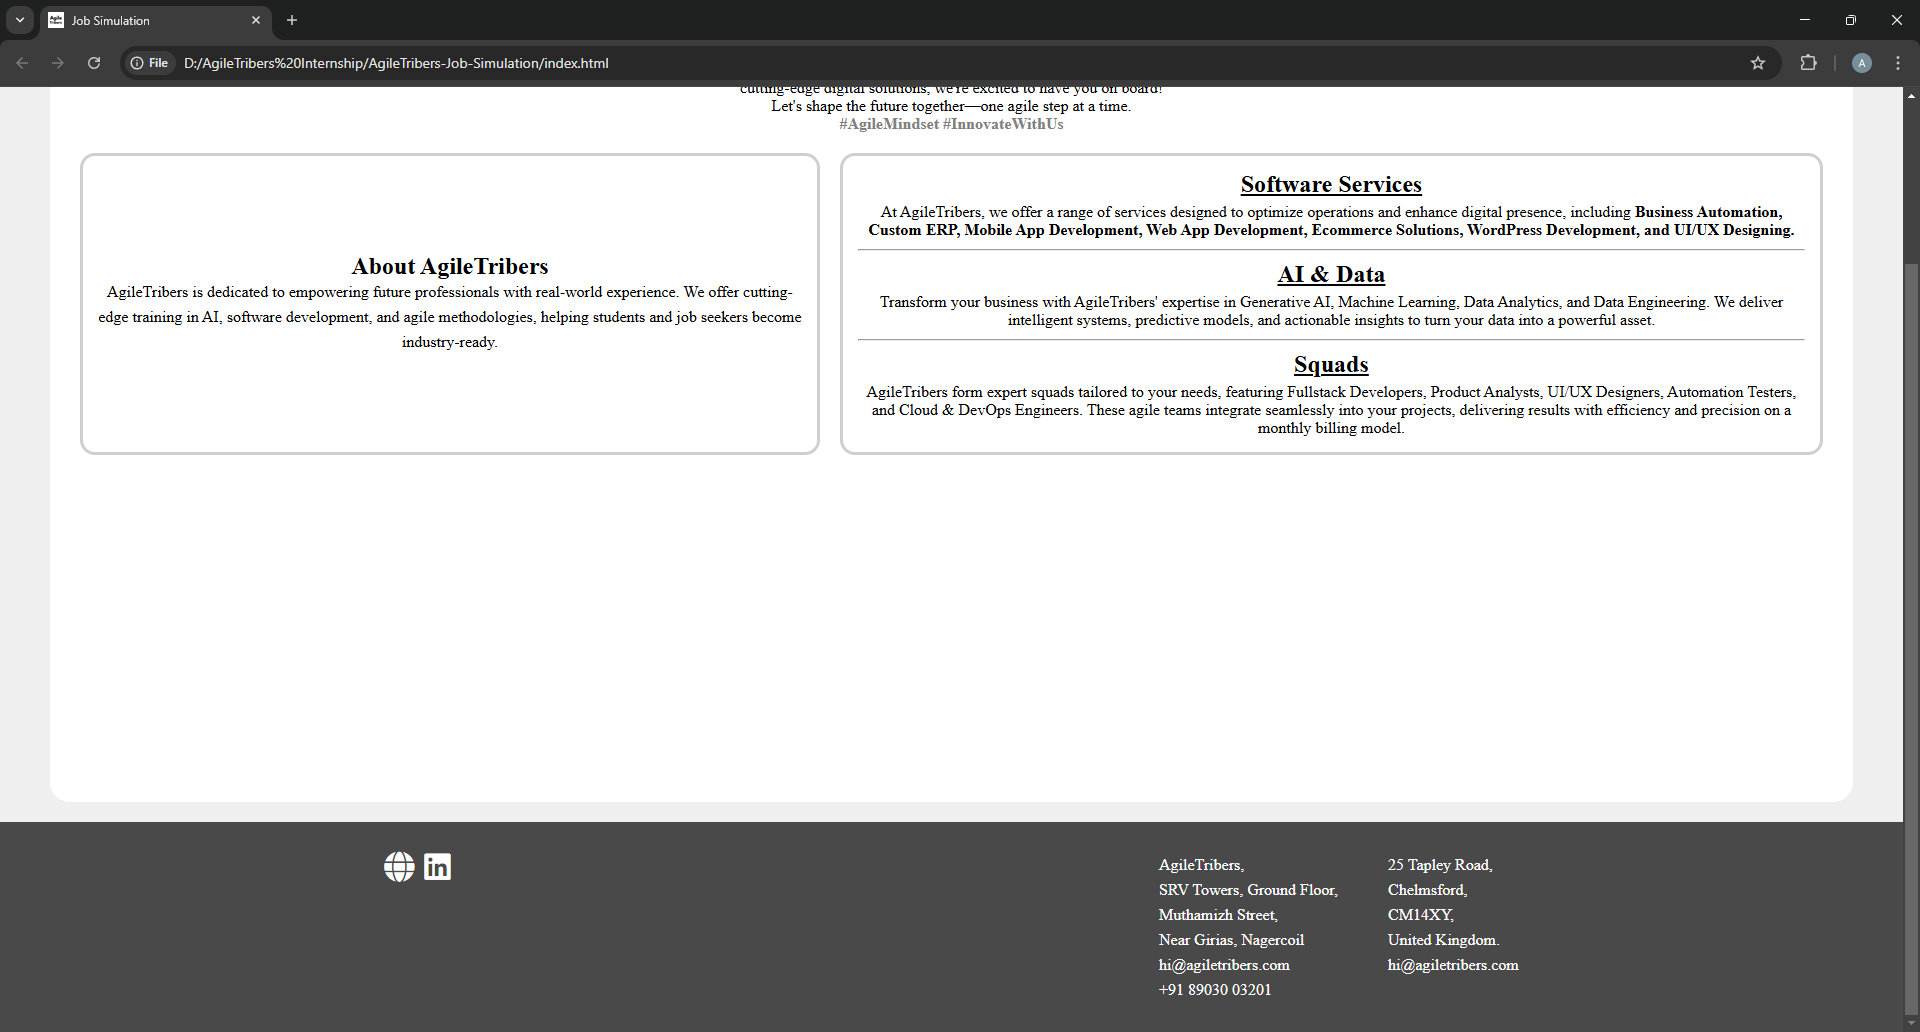 Job Simulation
File
D:/AgileTribers%20Internship/AgileTribers-Job-Simulation/index.html
A
cutting-edge digital solutions, we're excited to have you on board!
Let's shape the future together—one agile step at a time.
#AgileMindset #InnovateWithUs
About AgileTribers
AgileTribers is dedicated to empowering future professionals with real-world experience. We offer cutting-
edge training in AI, software development, and agile methodologies, helping students and job seekers become
industry-ready.
Software Services
At AgileTribers, we offer a range of services designed to optimize operations and enhance digital presence, including Business Automation,
Custom ERP, Mobile App Development, Web App Development, Ecommerce Solutions, WordPress Development, and UI/UX Designing.
AI & Data
Transform your business with AgileTribers' expertise in Generative AI, Machine Learning, Data Analytics, and Data Engineering. We deliver
intelligent systems, predictive models, and actionable insights to turn your data into a powerful asset.
Squads
AgileTribers form expert squads tailored to your needs, featuring Fullstack Developers, Product Analysts, UI/UX Designers, Automation Testers,
and Cloud & DevOps Engineers. These agile teams integrate seamlessly into your projects, delivering results with efficiency and precision on a
monthly billing model.
in
AgileTribers,
SRV Towers, Ground Floor,
Muthamizh Street,
Near Girias, Nagercoil
hi@agiletribers.com
+91 89030 03201
25 Tapley Road,
Chelmsford,
CM14XY,
United Kingdom.
hi@agiletribers.com